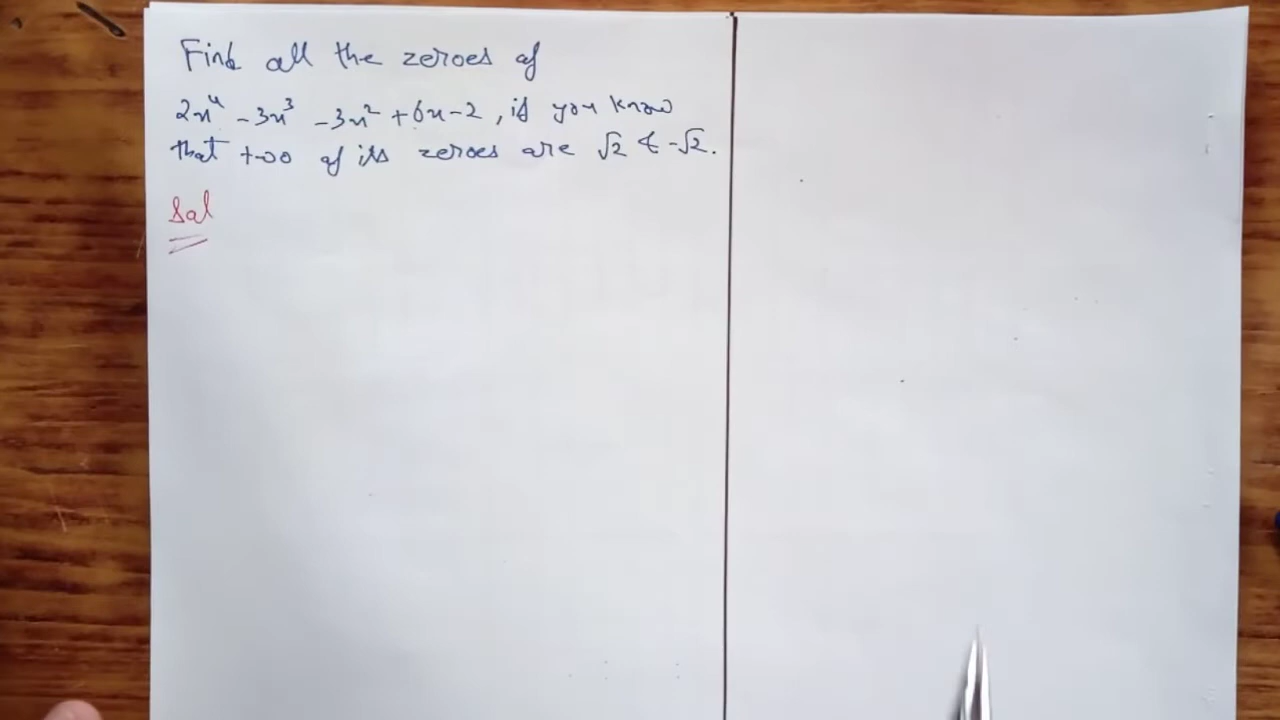 Find all the zeroes of
2x⁴ - 3x³ - 3x² + 6x - 2, if you know
that two of its zeroes are √2 & -√2.
Sol